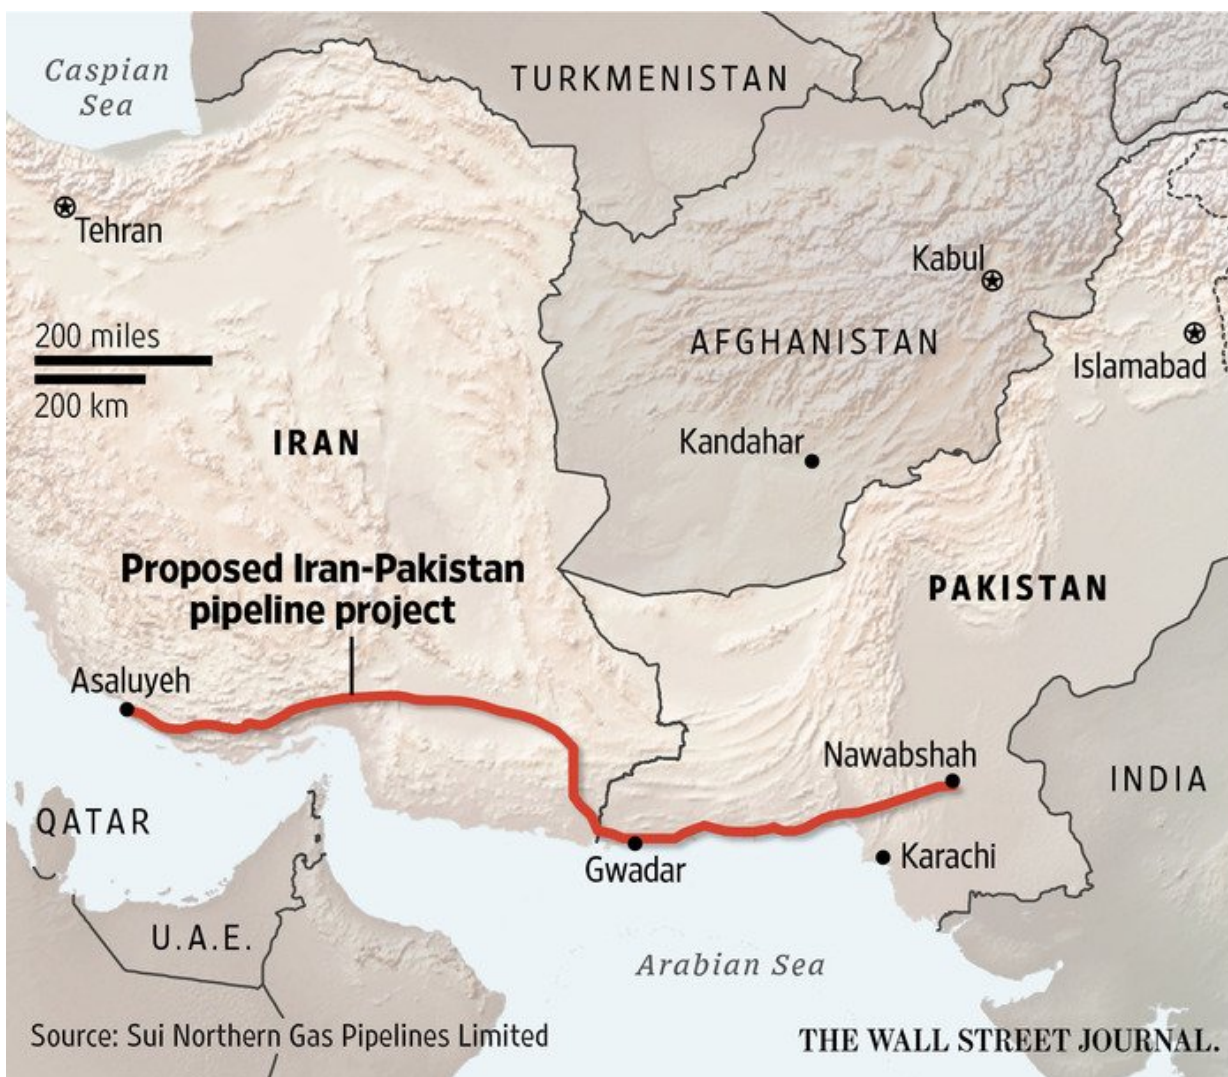 Caspian
Sea
TURKMENISTAN
Tehran
Kabul
200 miles
200 km
AFGHANISTAN
Islamabad
IRAN
Kandahar
Proposed Iran-Pakistan
pipeline project
PAKISTAN
Asaluyeh
Nawabshah
INDIA
QATAR
Gwadar
Karachi
U.A.E.
Arabian Sea
Source: Sui Northern Gas Pipelines Limited
THE WALL STREET JOURNAL.